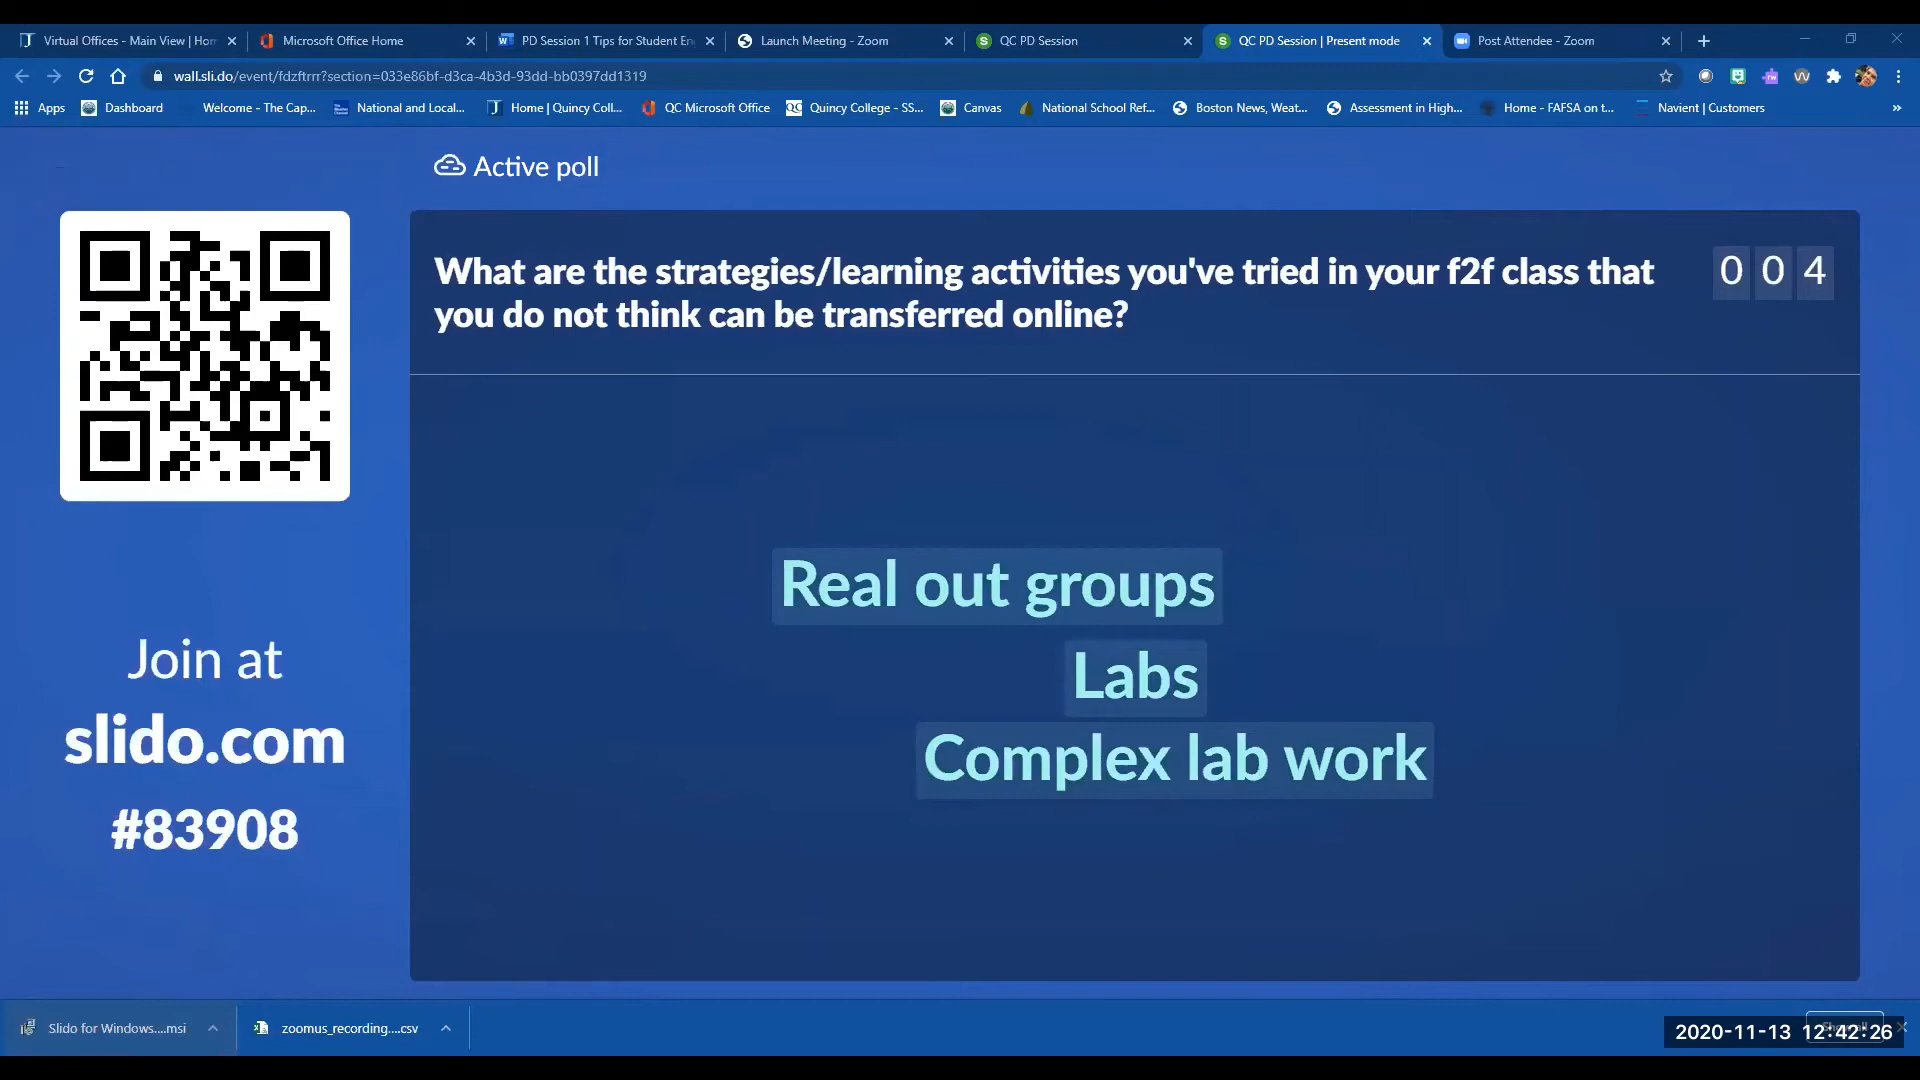 Virtual Offices - Main View | Hom
Microsoft Office Home
PD Session 1 Tips for Student En
Launch Meeting - Zoom
QC PD Session
QC PD Session | Present mode
Post Attendee - Zoom
wall.sli.do/event/fdzftrrr?section=033e86bf-d3ca-4b3d-93dd-bb0397dd1319
Apps
Dashboard
Welcome - The Cap...
National and Local...
Home | Quincy Coll...
QC Microsoft Office
Quincy College - SS...
Canvas
National School Ref...
Boston News, Weat...
Assessment in High...
Home - FAFSA on t...
Navient | Customers
Active poll
What are the strategies/learning activities you've tried in your f2f class that
you do not think can be transferred online?
0 0 4
Real out groups
Labs
Complex lab work
Join at
slido.com
#83908
Slido for Windows....msi
zoomus_recording....csv
2020-11-13 12:42:26